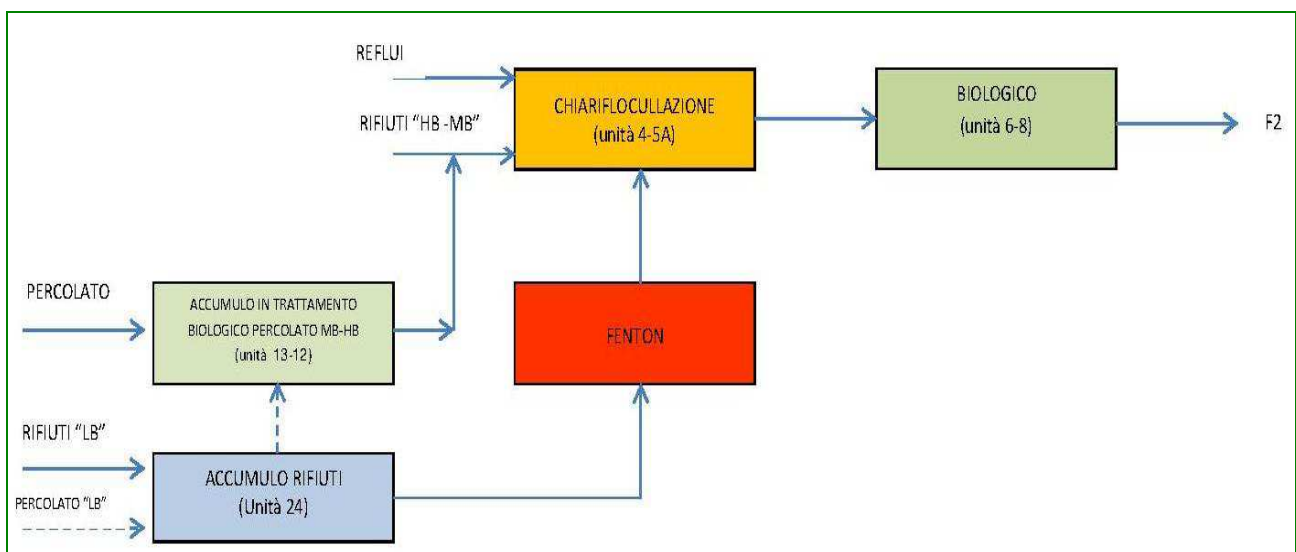 REFLUI
RIFIUTI "HB -MB"
CHIARIFLOCULLAZIONE
(unità 4-5A)
BIOLOGICO
(unità 6-8)
F2
PERCOLATO
ACCUMULO IN TRATTAMENTO
BIOLOGICO PERCOLATO MB-HB
(unità 13-12)
FENTON
RIFIUTI "LB"
PERCOLATO "LB"
ACCUMULO RIFIUTI
(Unità 24)